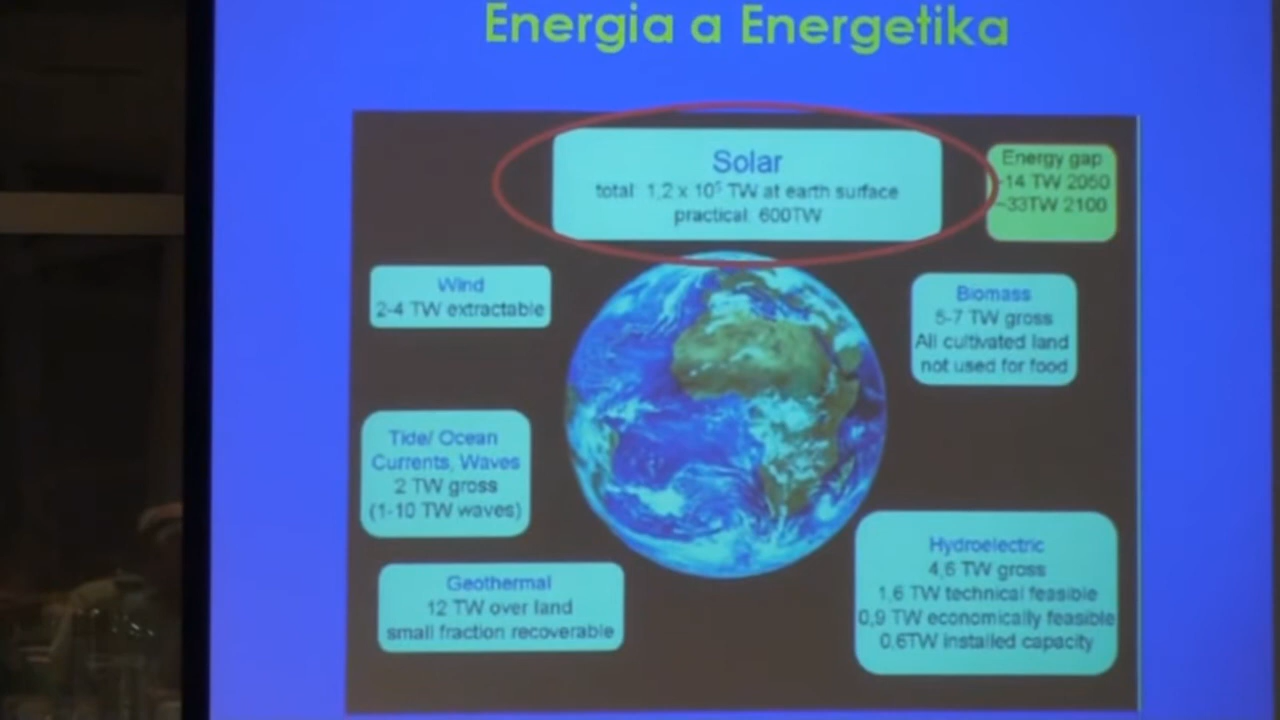 Energia a Energetika
Solar
total: 1,2 x 10⁵ TW at earth surface
practical: 600TW
Energy gap
~14 TW 2050
~33TW 2100
Wind
2-4 TW extractable
Biomass
5-7 TW gross
All cultivated land
not used for food
Tide/ Ocean
Currents, Waves
2 TW gross
(1-10 TW waves)
Geothermal
12 TW over land
small fraction recoverable
Hydroelectric
4,6 TW gross
1,6 TW technical feasible
0,9 TW economically feasible
0,6TW installed capacity